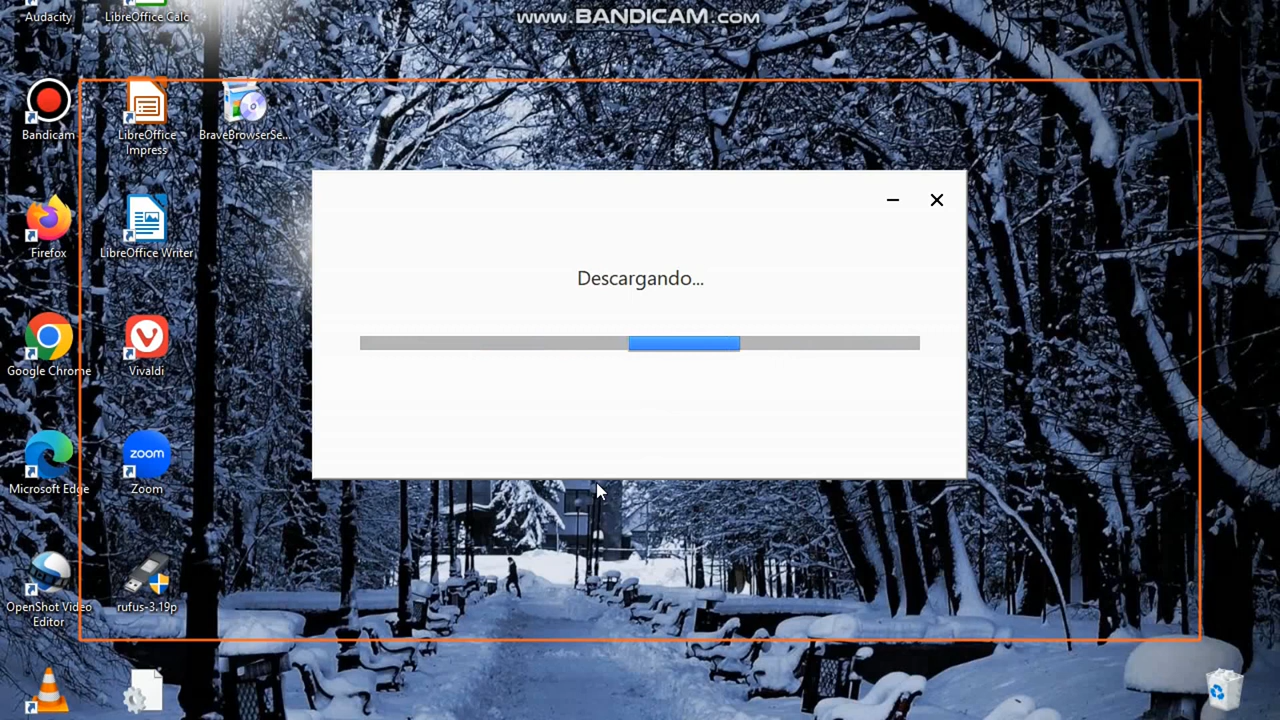 www.BANDICAM.com
Audacity
LibreOffice Calc
Bandicam
LibreOffice
Impress
BraveBrowserSe...
Firefox
LibreOffice Writer
Google Chrome
Vivaldi
Microsoft Edge
zoom
Zoom
OpenShot Video
Editor
rufus-3.19p
Descargando...